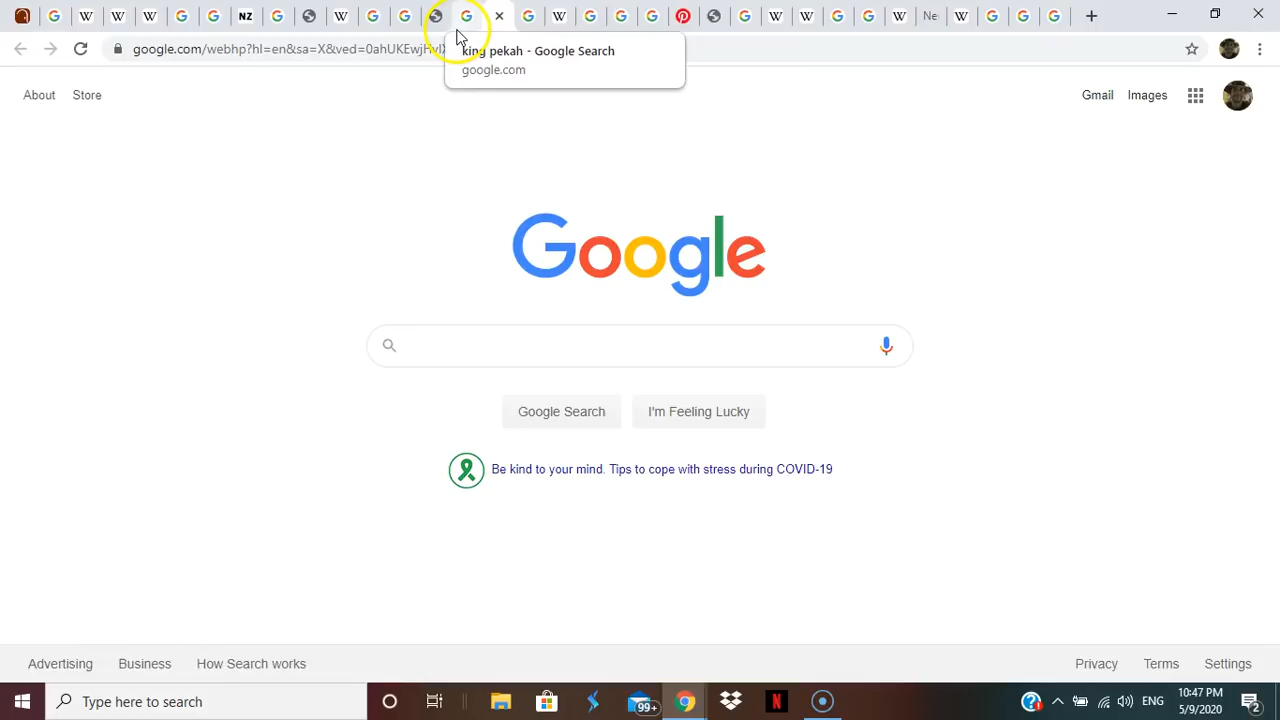 NZ
Ne
google.com/webhp?hl=en&sa=X&ved=0ahUKEwjHvIX
king pekah - Google Search
google.com
About
Store
Gmail
Images
Google
Google Search
I'm Feeling Lucky
Be kind to your mind. Tips to cope with stress during COVID-19
Advertising
Business
How Search works
Privacy
Terms
Settings
Type here to search
99+
N
ENG
10:47 PM
5/9/2020
2